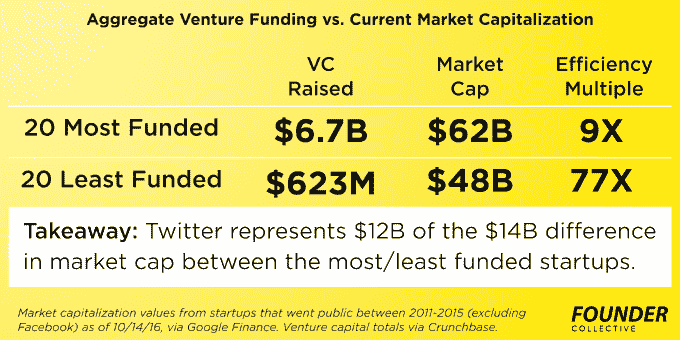 Aggregate Venture Funding vs. Current Market Capitalization
VC Raised Market Cap Efficiency Multiple
20 Most Funded $6.7B $62B 9X
20 Least Funded $623M $48B 77X
Takeaway: Twitter represents $12B of the $14B difference
in market cap between the most/least funded startups.
Market capitalization values from startups that went public between 2011-2015 (excluding
Facebook) as of 10/14/16, via Google Finance. Venture capital totals via Crunchbase.
FOUNDER
COLLECTIVE